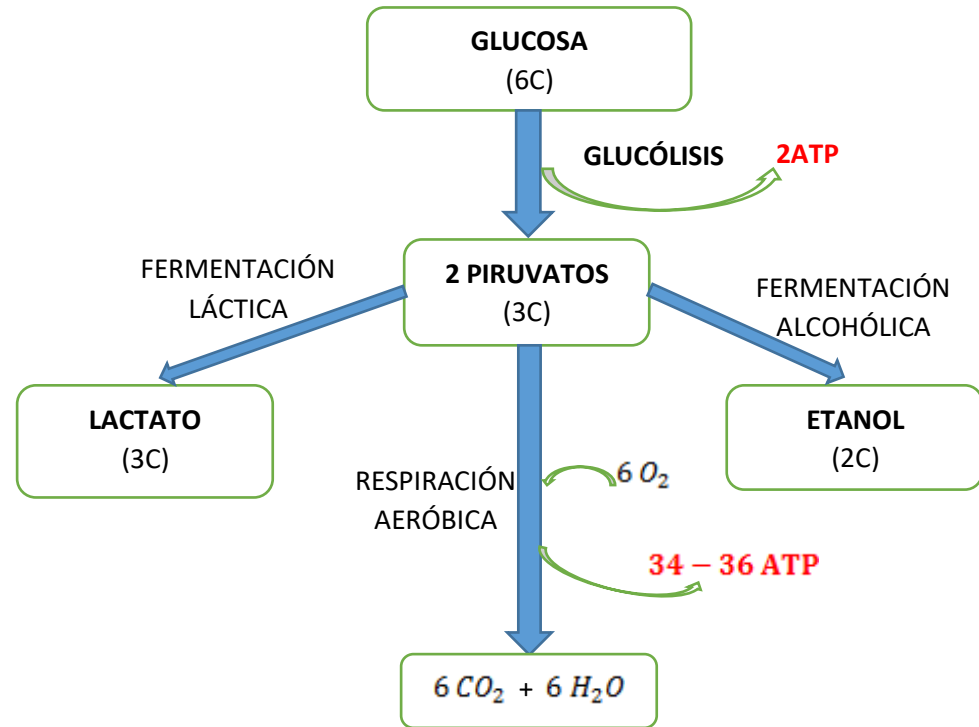 GLUCOSA
(6C)
GLUCÓLISIS
2ATP
2 PIRUVATOS
(3C)
FERMENTACIÓN
LÁCTICA
FERMENTACIÓN
ALCOHÓLICA
LACTATO
(3C)
ETANOL
(2C)
RESPIRACIÓN
AERÓBICA
6 O₂
34 – 36 ATP
6 CO₂ + 6 H₂O